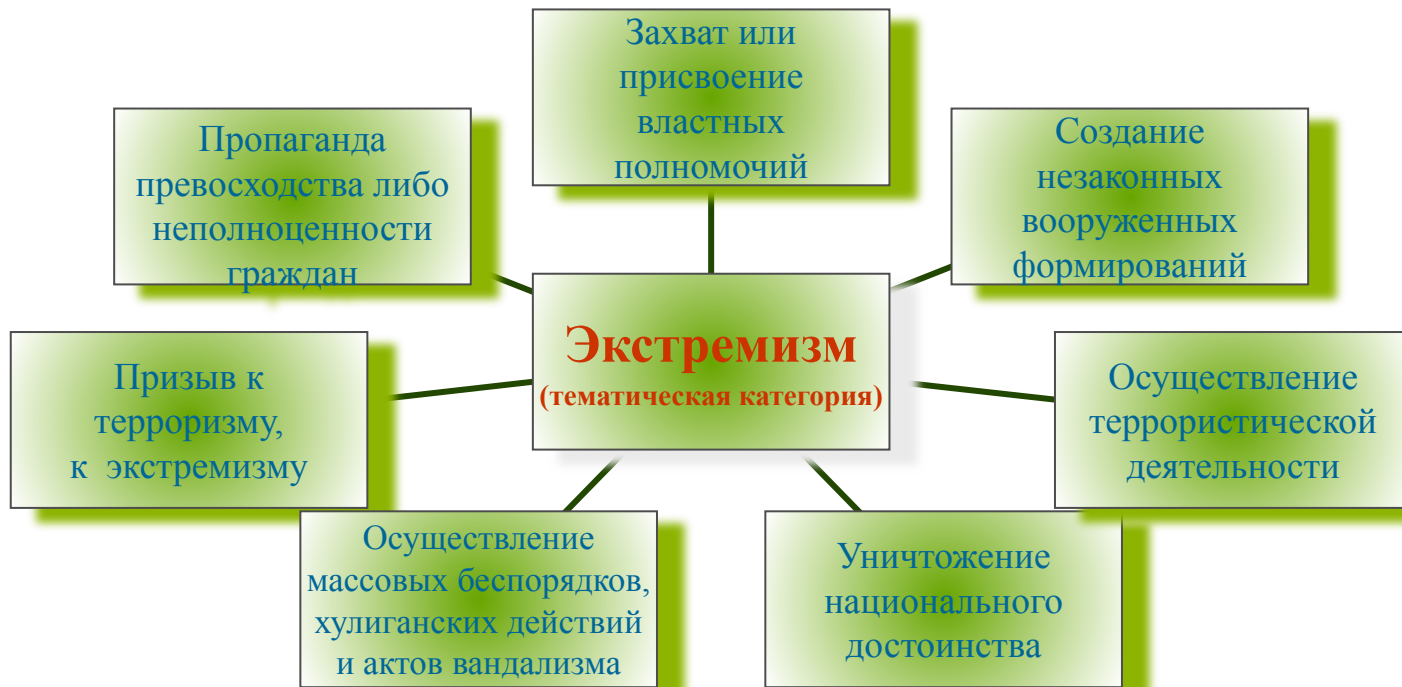 Захват или
присвоение
властных
полномочий
Пропаганда
превосходства либо
неполноценности
граждан
Создание
незаконных
вооруженных
формирований
Экстремизм
(тематическая категория)
Призыв к
терроризму,
к экстремизму
Осуществление
террористической
деятельности
Осуществление
массовых беспорядков,
хулиганских действий
и актов вандализма
Уничтожение
национального
достоинства